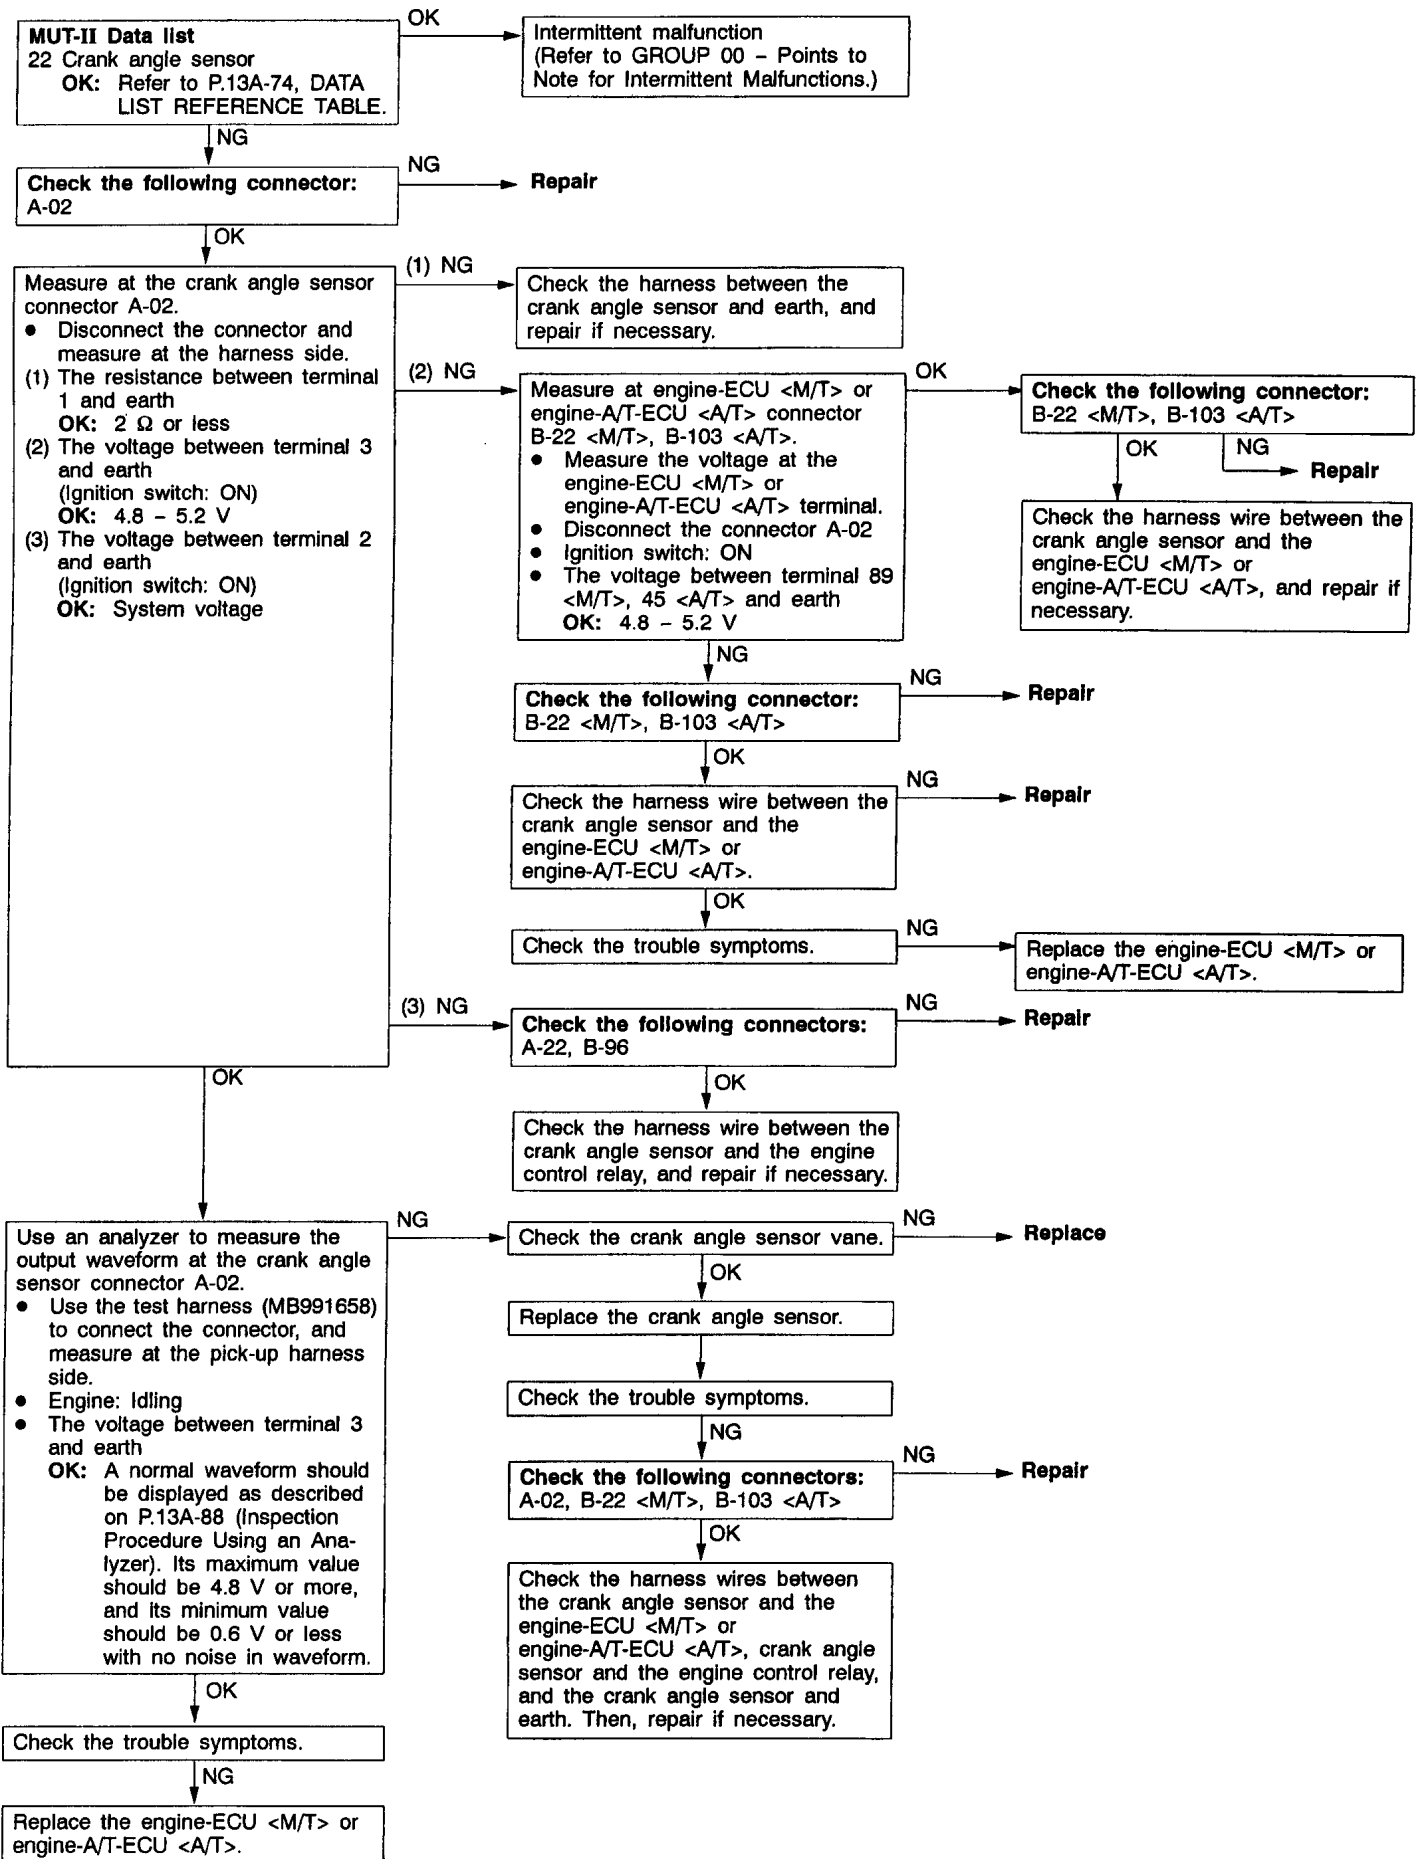 MUT-II Data list
22 Crank angle sensor
OK: Refer to P.13A-74, DATA
LIST REFERENCE TABLE.
OK
Intermittent malfunction
(Refer to GROUP 00 – Points to
Note for Intermittent Malfunctions.)
NG
Check the following connector:
A-02
NG
Repair
OK
Measure at the crank angle sensor
connector A-02.
● Disconnect the connector and
measure at the harness side.
(1) The resistance between terminal
1 and earth
OK: 2 Ω or less
(2) The voltage between terminal 3
and earth
(Ignition switch: ON)
OK: 4.8 – 5.2 V
(3) The voltage between terminal 2
and earth
(Ignition switch: ON)
OK: System voltage
(1) NG
Check the harness between the
crank angle sensor and earth, and
repair if necessary.
(2) NG
Measure at engine-ECU <M/T> or
engine-A/T-ECU <A/T> connector
B-22 <M/T>, B-103 <A/T>.
● Measure the voltage at the
engine-ECU <M/T> or
engine-A/T-ECU <A/T> terminal.
● Disconnect the connector A-02
● Ignition switch: ON
● The voltage between terminal 89
<M/T>, 45 <A/T> and earth
OK: 4.8 – 5.2 V
OK
Check the following connector:
B-22 <M/T>, B-103 <A/T>
OK
NG
Repair
Check the harness wire between the
crank angle sensor and the
engine-ECU <M/T> or
engine-A/T-ECU <A/T>, and repair if
necessary.
NG
Check the following connector:
B-22 <M/T>, B-103 <A/T>
NG
Repair
OK
Check the harness wire between the
crank angle sensor and the
engine-ECU <M/T> or
engine-A/T-ECU <A/T>.
NG
Repair
OK
Check the trouble symptoms.
NG
Replace the engine-ECU <M/T> or
engine-A/T-ECU <A/T>.
(3) NG
Check the following connectors:
A-22, B-96
NG
Repair
OK
Check the harness wire between the
crank angle sensor and the engine
control relay, and repair if necessary.
OK
Use an analyzer to measure the
output waveform at the crank angle
sensor connector A-02.
● Use the test harness (MB991658)
to connect the connector, and
measure at the pick-up harness
side.
● Engine: Idling
● The voltage between terminal 3
and earth
OK: A normal waveform should
be displayed as described
on P.13A-88 (Inspection
Procedure Using an Ana-
lyzer). Its maximum value
should be 4.8 V or more,
and its minimum value
should be 0.6 V or less
with no noise in waveform.
NG
Check the crank angle sensor vane.
NG
Replace
OK
Replace the crank angle sensor.
Check the trouble symptoms.
NG
Check the following connectors:
A-02, B-22 <M/T>, B-103 <A/T>
NG
Repair
OK
Check the harness wires between
the crank angle sensor and the
engine-ECU <M/T> or
engine-A/T-ECU <A/T>, crank angle
sensor and the engine control relay,
and the crank angle sensor and
earth. Then, repair if necessary.
OK
Check the trouble symptoms.
NG
Replace the engine-ECU <M/T> or
engine-A/T-ECU <A/T>.